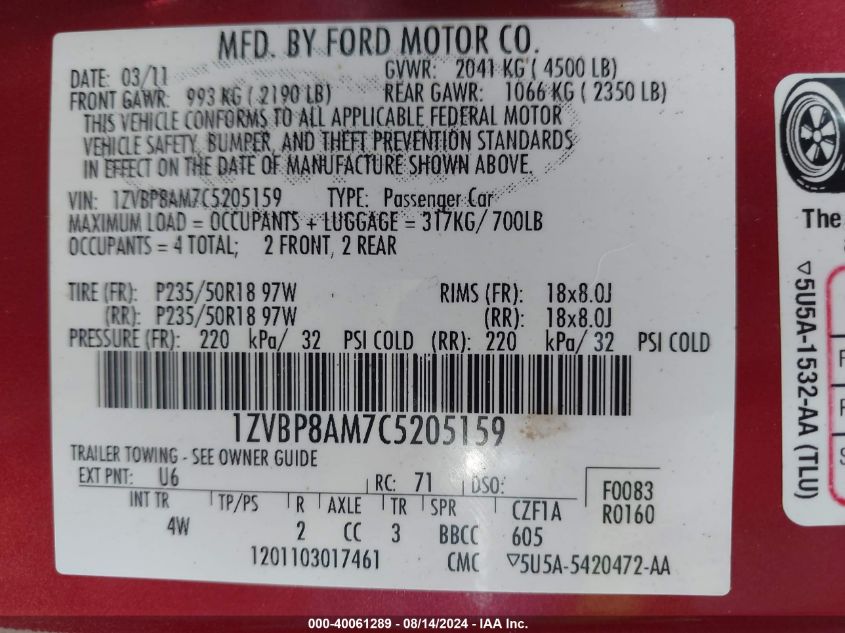 MFD. BY FORD MOTOR CO.
DATE: 03/11
GVWR: 2041 KG ( 4500 LB)
FRONT GAWR: 993 KG ( 2190 LB)
REAR GAWR: 1066 KG ( 2350 LB)
THIS VEHICLE CONFORMS TO ALL APPLICABLE FEDERAL MOTOR
VEHICLE SAFETY, BUMPER, AND THEFT PREVENTION STANDARDS
IN EFFECT ON THE DATE OF MANUFACTURE SHOWN ABOVE.
VIN: 1ZVBP8AM7C5205159 TYPE: Passenger Car
MAXIMUM LOAD = OCCUPANTS + LUGGAGE = 317KG/ 700LB
OCCUPANTS = 4 TOTAL; 2 FRONT, 2 REAR
TIRE (FR): P235/50R18 97W RIMS (FR): 18x8.0J
(RR): P235/50R18 97W (RR): 18x8.0J
PRESSURE (FR): 220 kPa/ 32 PSI COLD (RR): 220 kPa/ 32 PSI COLD
1ZVBP8AM7C5205159
TRAILER TOWING - SEE OWNER GUIDE
EXT PNT: U6 RC: 71 DSO:
F0083
R0160
INT TR TP/PS R AXLE TR SPR CZF1A
4W 2 CC 3 BBCC 605
1201103017461 CMC ▽5U5A-5420472-AA
The
▽5U5A-1532-AA (TLU)
000-40061289 - 08/14/2024 - IAA Inc.